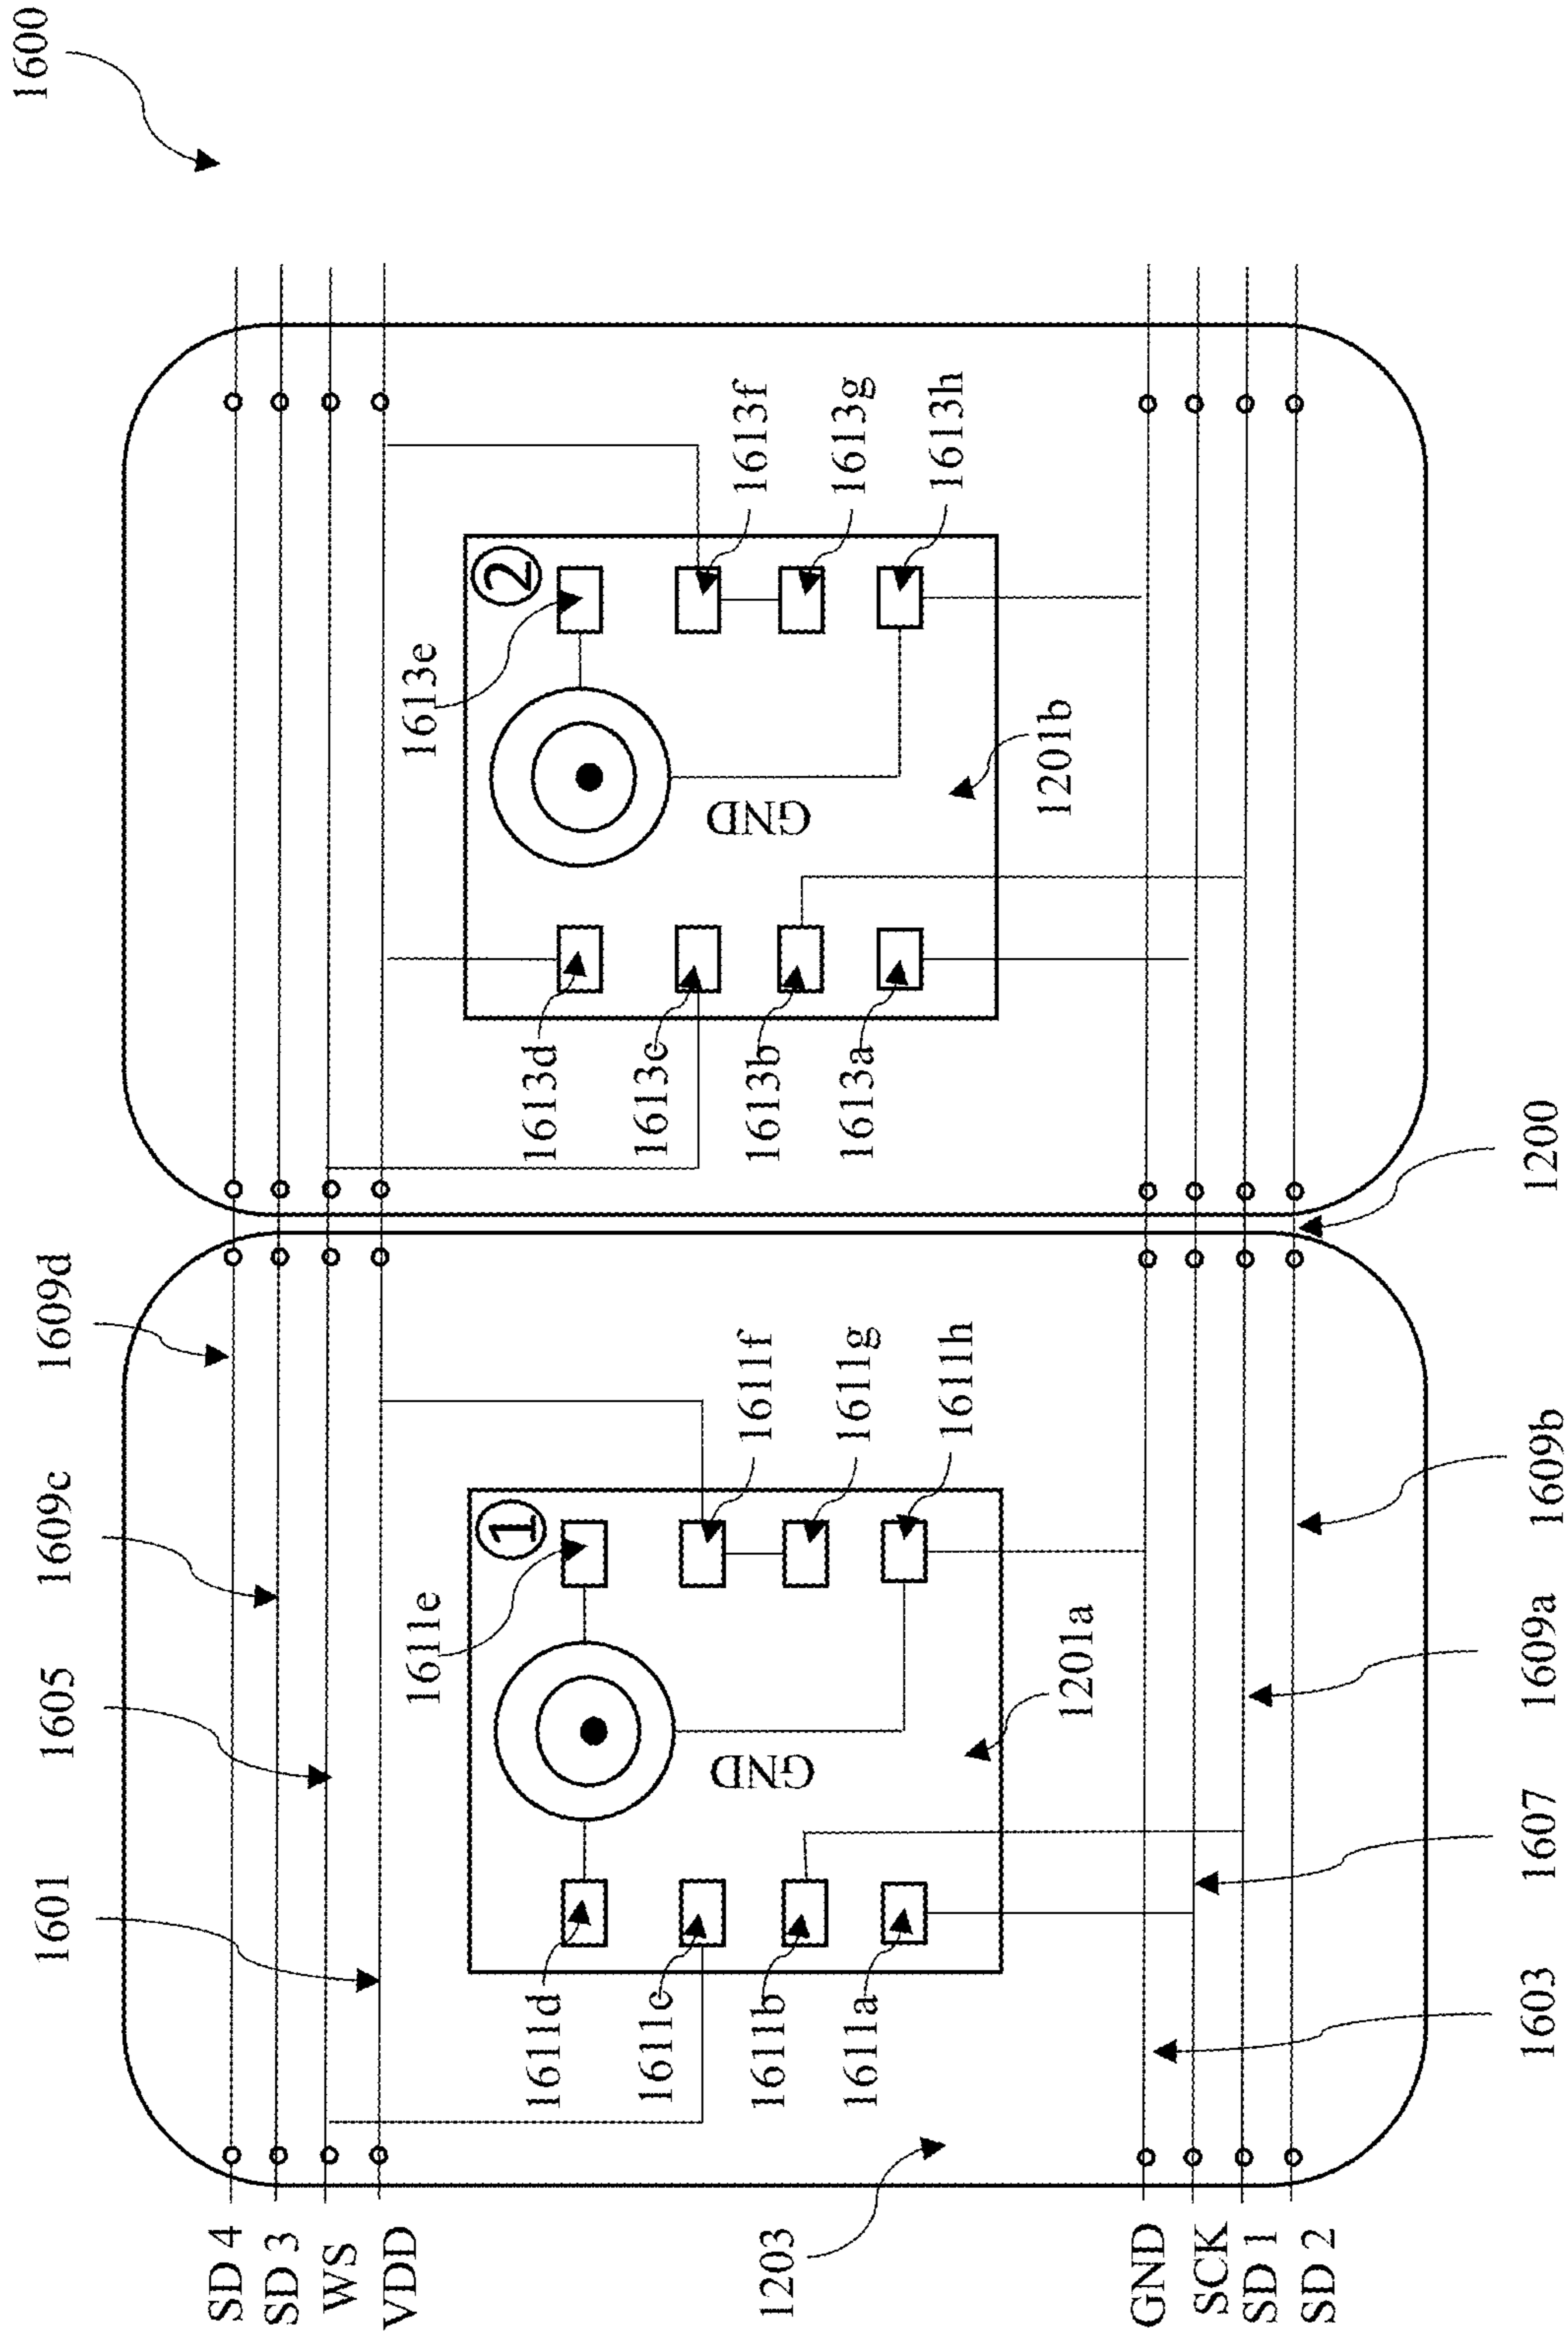 1600
1609d
1609c
1605
1601
SD 4
SD 3
WS
VDD
①
1611e
1611f
1611g
1611h
1611d
1611c
1611b
1611a
GND
1201a
②
1613e
1613f
1613g
1613h
1613d
1613c
1613b
1613a
GND
1201b
1203
GND
SCK
SD 1
SD 2
1603
1607
1609a
1609b
1200